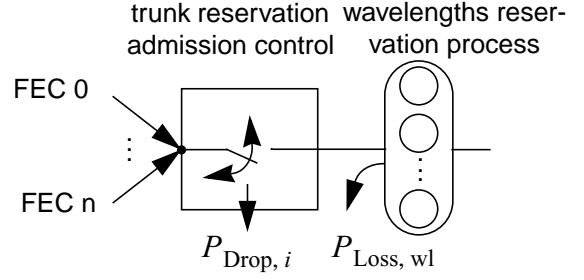 trunk reservation
admission control
wavelengths reser-
vation process
FEC 0
⋮
FEC n
⋮
P_Drop, i
P_Loss, wl